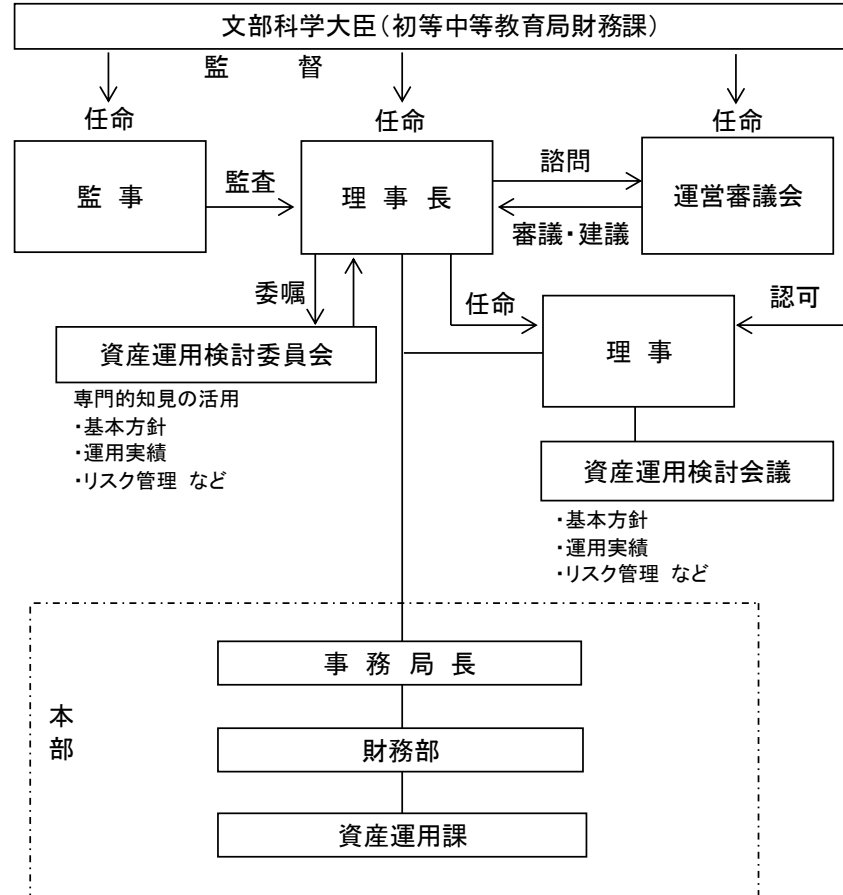 文部科学大臣（初等中等教育局財務課）
監　督
任命
任命
任命
監 事
監査
理 事 長
諮問
審議・建議
運営審議会
委嘱
任命
認可
資産運用検討委員会
専門的知見の活用
・基本方針
・運用実績
・リスク管理 など
理 事
資産運用検討会議
・基本方針
・運用実績
・リスク管理 など
本部
事 務 局 長
財務部
資産運用課